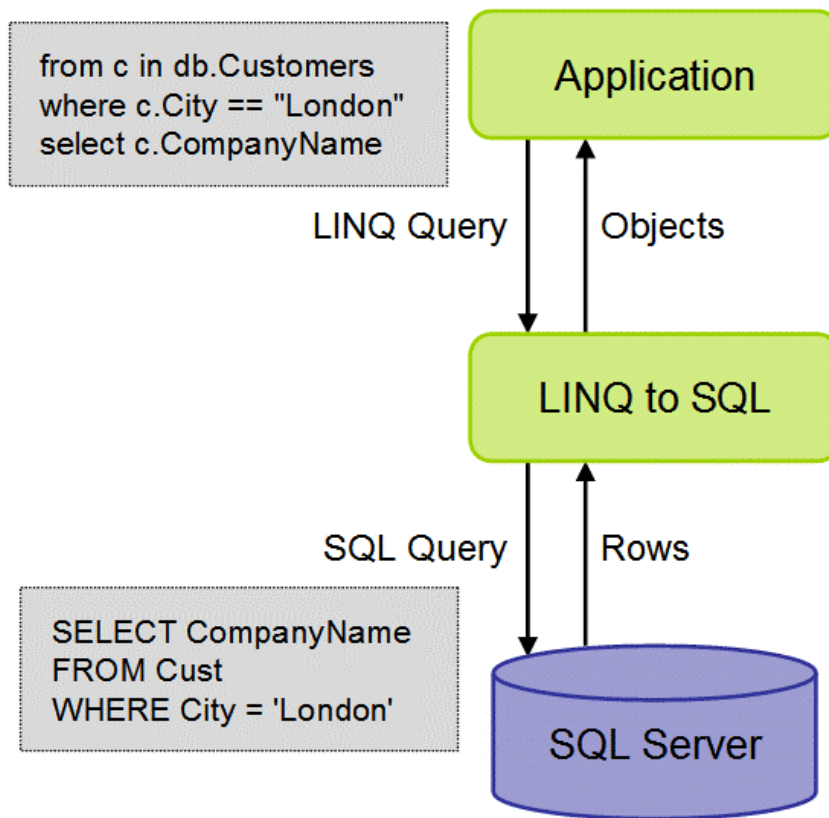 from c in db.Customers
where c.City == "London"
select c.CompanyName
Application
LINQ Query
Objects
LINQ to SQL
SQL Query
Rows
SELECT CompanyName
FROM Cust
WHERE City = 'London'
SQL Server